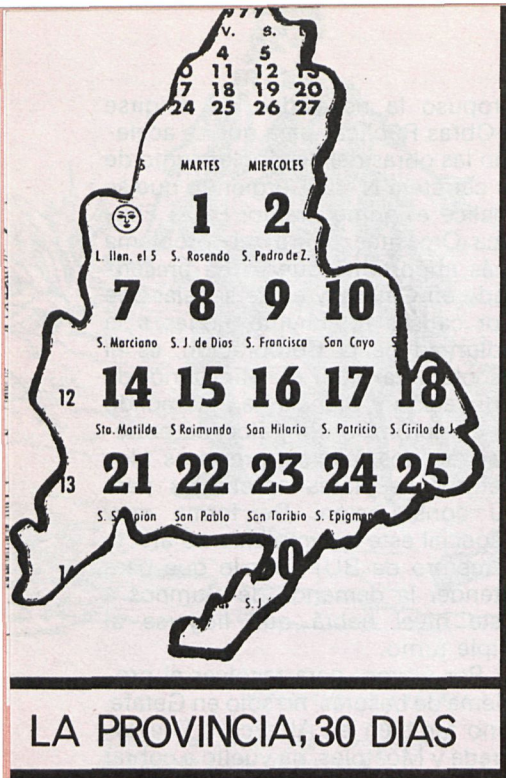 V. S.
4 5
11 12 13
17 18 19 20
24 25 26 27
MARTES MIERCOLES
1 2
L. llen. el 5 S. Rosendo S. Pedro de Z.
7 8 9 10
S. Marciano S. J. de Dios S. Francisca San Cayo
12 14 15 16 17 18
Sta. Matilde S Raimundo San Hilario S. Patricio S. Cirilo de J.
13 21 22 23 24 25
San Pablo San Toribio S. Epigmen
30
S. J
LA PROVINCIA, 30 DIAS